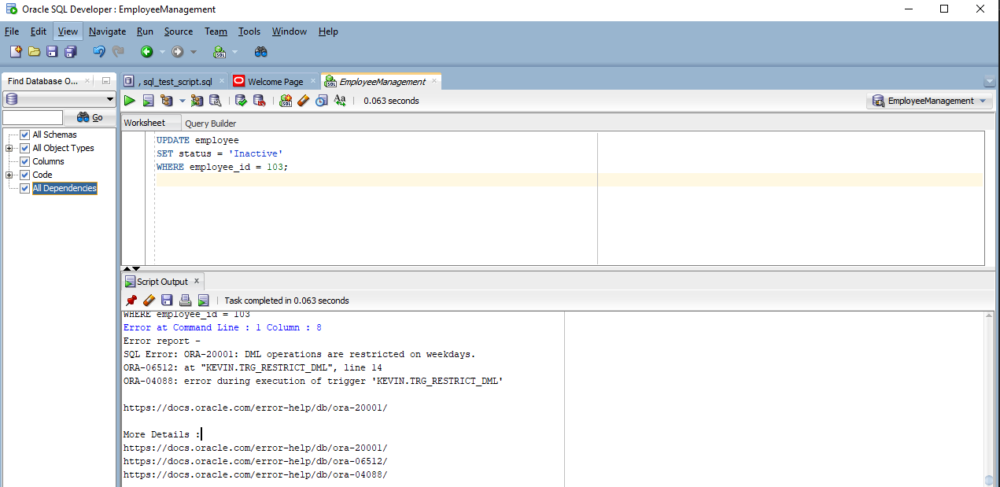 Oracle SQL Developer : EmployeeManagement
File Edit View Navigate Run Source Team Tools Window Help
Find Database O...
, sql_test_script.sql
Welcome Page
EmployeeManagement
0.063 seconds
EmployeeManagement
Go
Worksheet
Query Builder
All Schemas
All Object Types
Columns
Code
All Dependencies
UPDATE employee
SET status = 'Inactive'
WHERE employee_id = 103;
Script Output
Task completed in 0.063 seconds
WHERE employee_id = 103
Error at Command Line : 1 Column : 8
Error report -
SQL Error: ORA-20001: DML operations are restricted on weekdays.
ORA-06512: at "KEVIN.TRG_RESTRICT_DML", line 14
ORA-04088: error during execution of trigger 'KEVIN.TRG_RESTRICT_DML'
https://docs.oracle.com/error-help/db/ora-20001/
More Details :
https://docs.oracle.com/error-help/db/ora-20001/
https://docs.oracle.com/error-help/db/ora-06512/
https://docs.oracle.com/error-help/db/ora-04088/